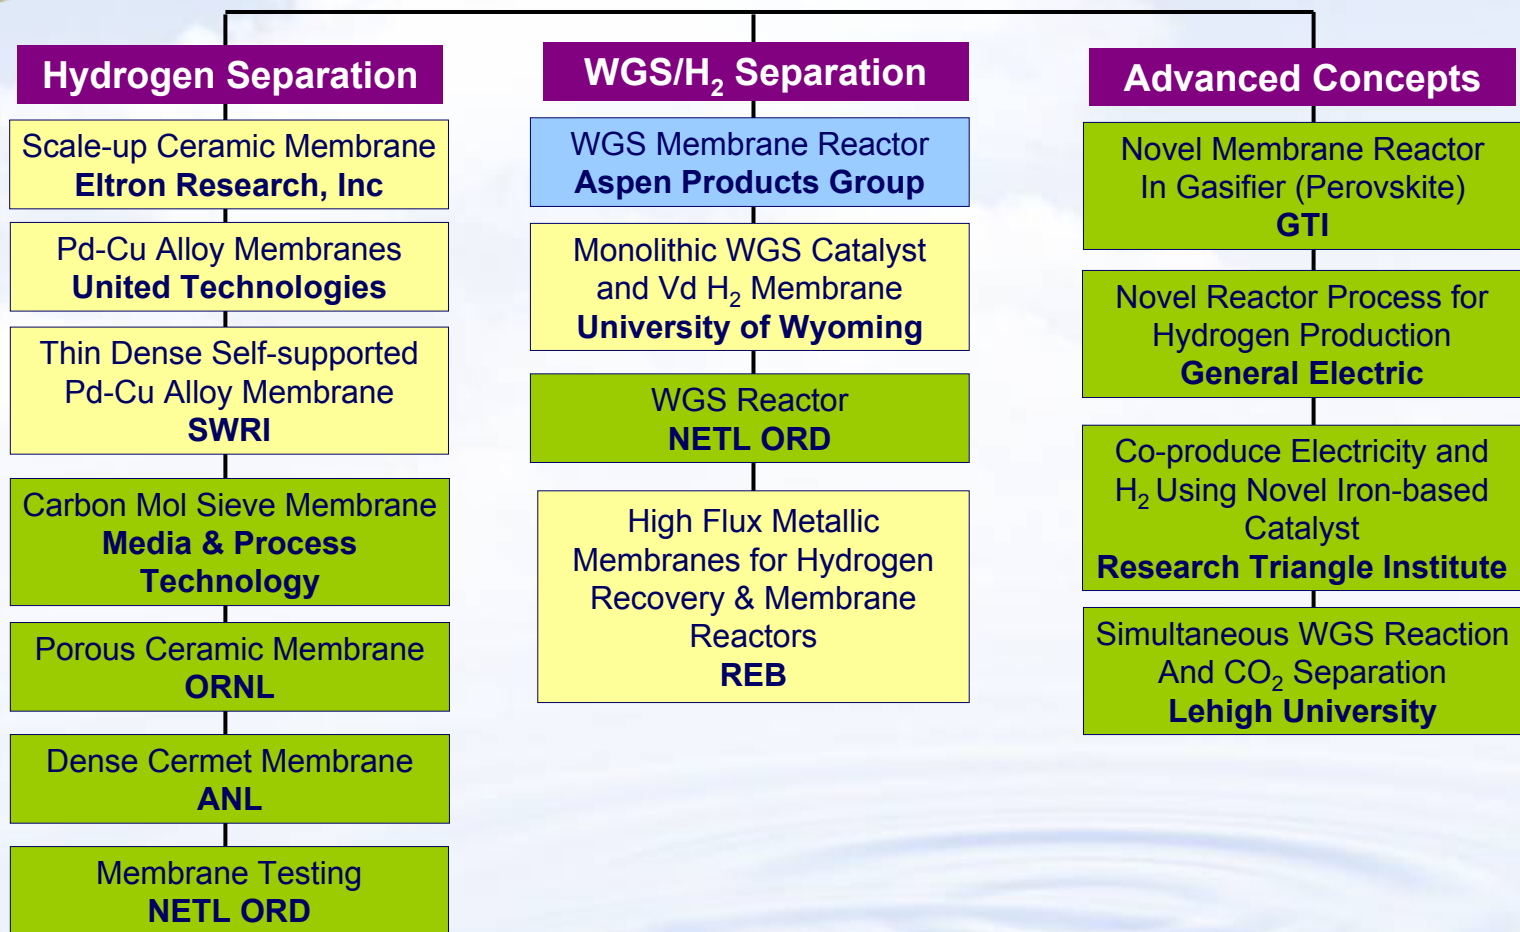 Hydrogen Separation
Scale-up Ceramic Membrane
Eltron Research, Inc
Pd-Cu Alloy Membranes
United Technologies
Thin Dense Self-supported
Pd-Cu Alloy Membrane
SWRI
Carbon Mol Sieve Membrane
Media & Process
Technology
Porous Ceramic Membrane
ORNL
Dense Cermet Membrane
ANL
Membrane Testing
NETL ORD
WGS/H₂ Separation
WGS Membrane Reactor
Aspen Products Group
Monolithic WGS Catalyst
and Vd H₂ Membrane
University of Wyoming
WGS Reactor
NETL ORD
High Flux Metallic
Membranes for Hydrogen
Recovery & Membrane
Reactors
REB
Advanced Concepts
Novel Membrane Reactor
In Gasifier (Perovskite)
GTI
Novel Reactor Process for
Hydrogen Production
General Electric
Co-produce Electricity and
H₂ Using Novel Iron-based
Catalyst
Research Triangle Institute
Simultaneous WGS Reaction
And CO₂ Separation
Lehigh University